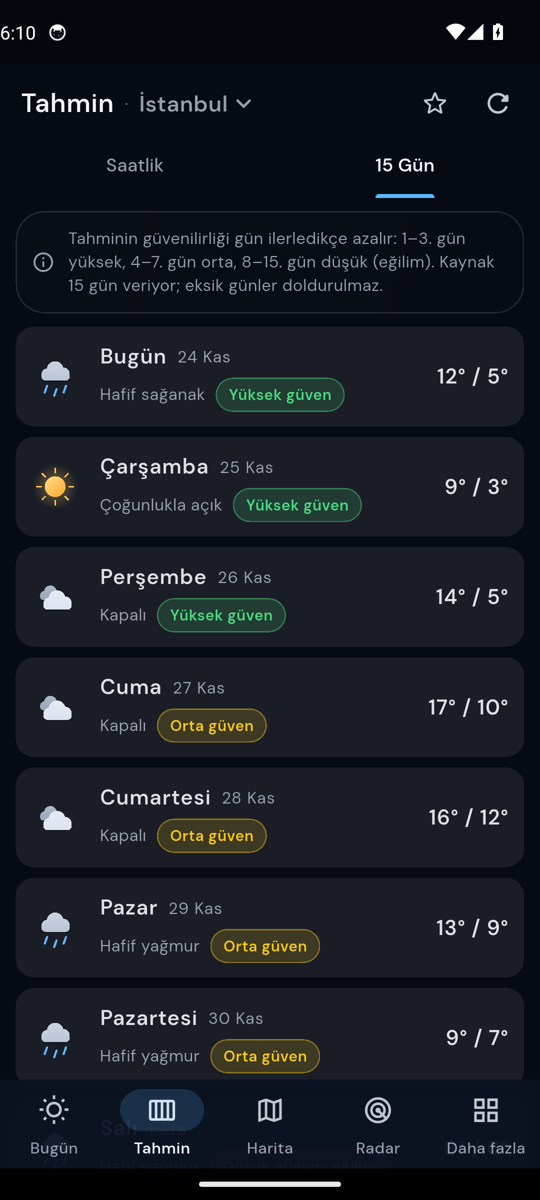 6:10
Tahmin · İstanbul
Saatlik
15 Gün
Tahminin güvenilirliği gün ilerledikçe azalır: 1–3. gün
yüksek, 4–7. gün orta, 8–15. gün düşük (eğilim). Kaynak
15 gün veriyor; eksik günler doldurulmaz.
Bugün 24 Kas
Hafif sağanak Yüksek güven
12° / 5°
Çarşamba 25 Kas
Çoğunlukla açık Yüksek güven
9° / 3°
Perşembe 26 Kas
Kapalı Yüksek güven
14° / 5°
Cuma 27 Kas
Kapalı Orta güven
17° / 10°
Cumartesi 28 Kas
Kapalı Orta güven
16° / 12°
Pazar 29 Kas
Hafif yağmur Orta güven
13° / 9°
Pazartesi 30 Kas
Hafif yağmur Orta güven
9° / 7°
Salı
Bugün
Tahmin
Harita
Radar
Daha fazla